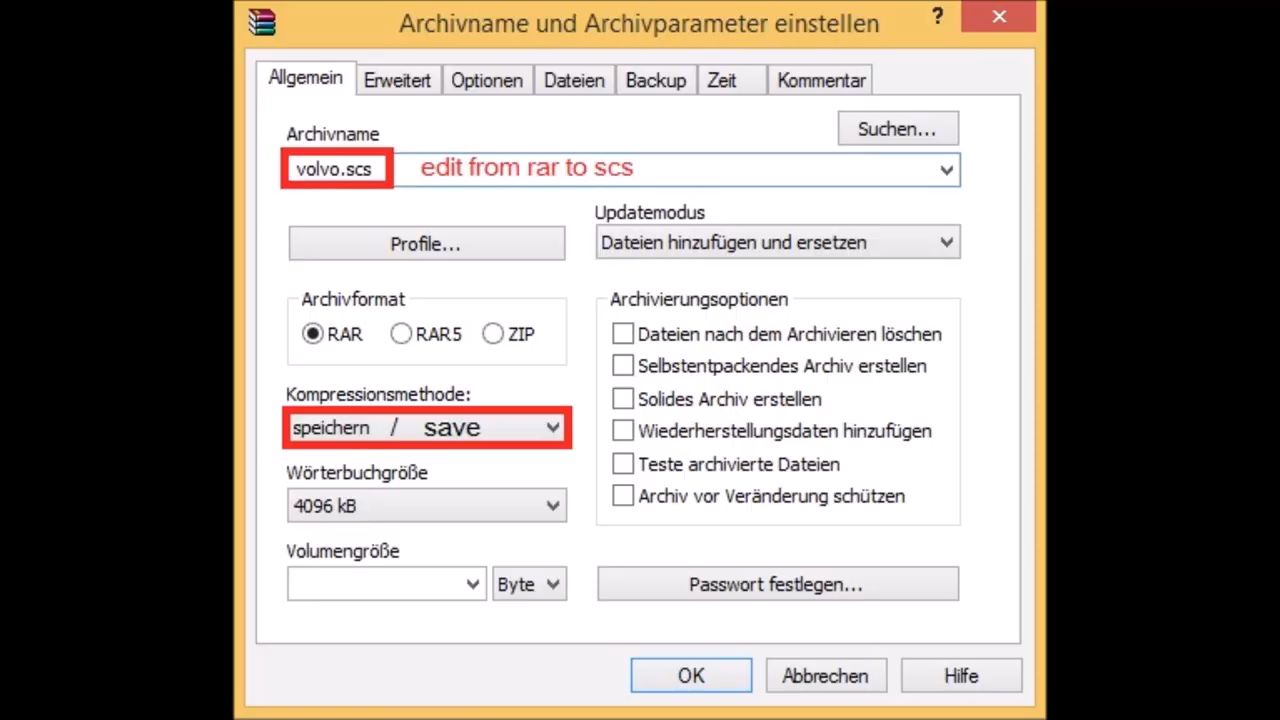 Archivname und Archivparameter einstellen
?
Allgemein Erweitert Optionen Dateien Backup Zeit Kommentar
Archivname
Suchen...
volvo.scs edit from rar to scs
Profile...
Updatemodus
Dateien hinzufügen und ersetzen
Archivformat
RAR RAR5 ZIP
Kompressionsmethode:
speichern / save
Wörterbuchgröße
4096 kB
Volumengröße
Byte
Archivierungsoptionen
Dateien nach dem Archivieren löschen
Selbstentpackendes Archiv erstellen
Solides Archiv erstellen
Wiederherstellungsdaten hinzufügen
Teste archivierte Dateien
Archiv vor Veränderung schützen
Passwort festlegen...
OK Abbrechen Hilfe